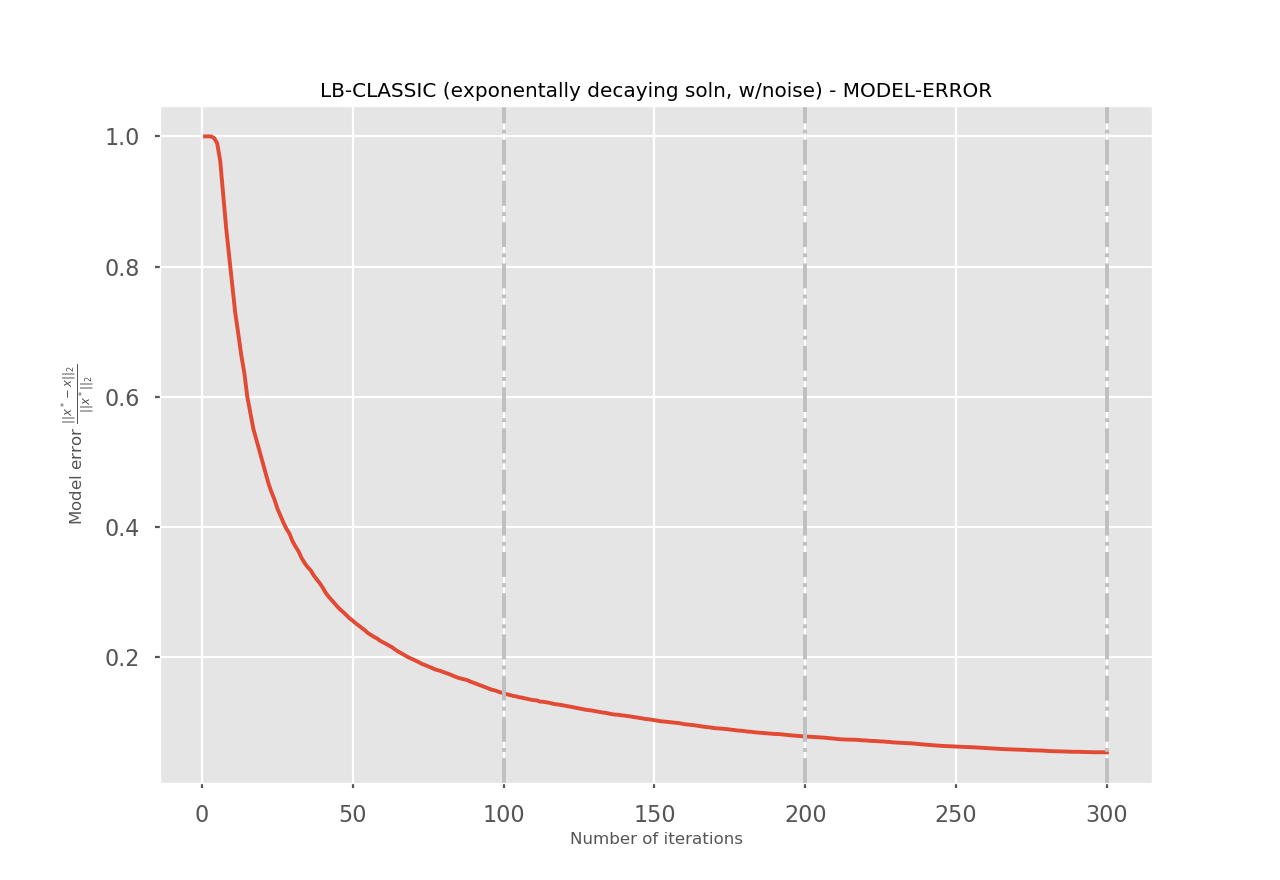 LB-CLASSIC (exponentially decaying soln, w/noise) - MODEL-ERROR
1.0
0.8
0.6
0.4
0.2
Model error ||x* − x||₂ / ||x*||₂
0 50 100 150 200 250 300
Number of iterations